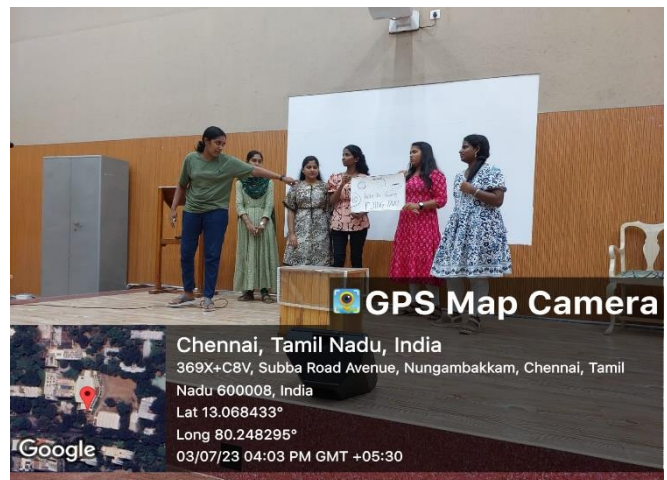 GPS Map Camera
Chennai, Tamil Nadu, India
369X+C8V, Subba Road Avenue, Nungambakkam, Chennai, Tamil
Nadu 600008, India
Lat 13.068433°
Long 80.248295°
03/07/23 04:03 PM GMT +05:30
Google